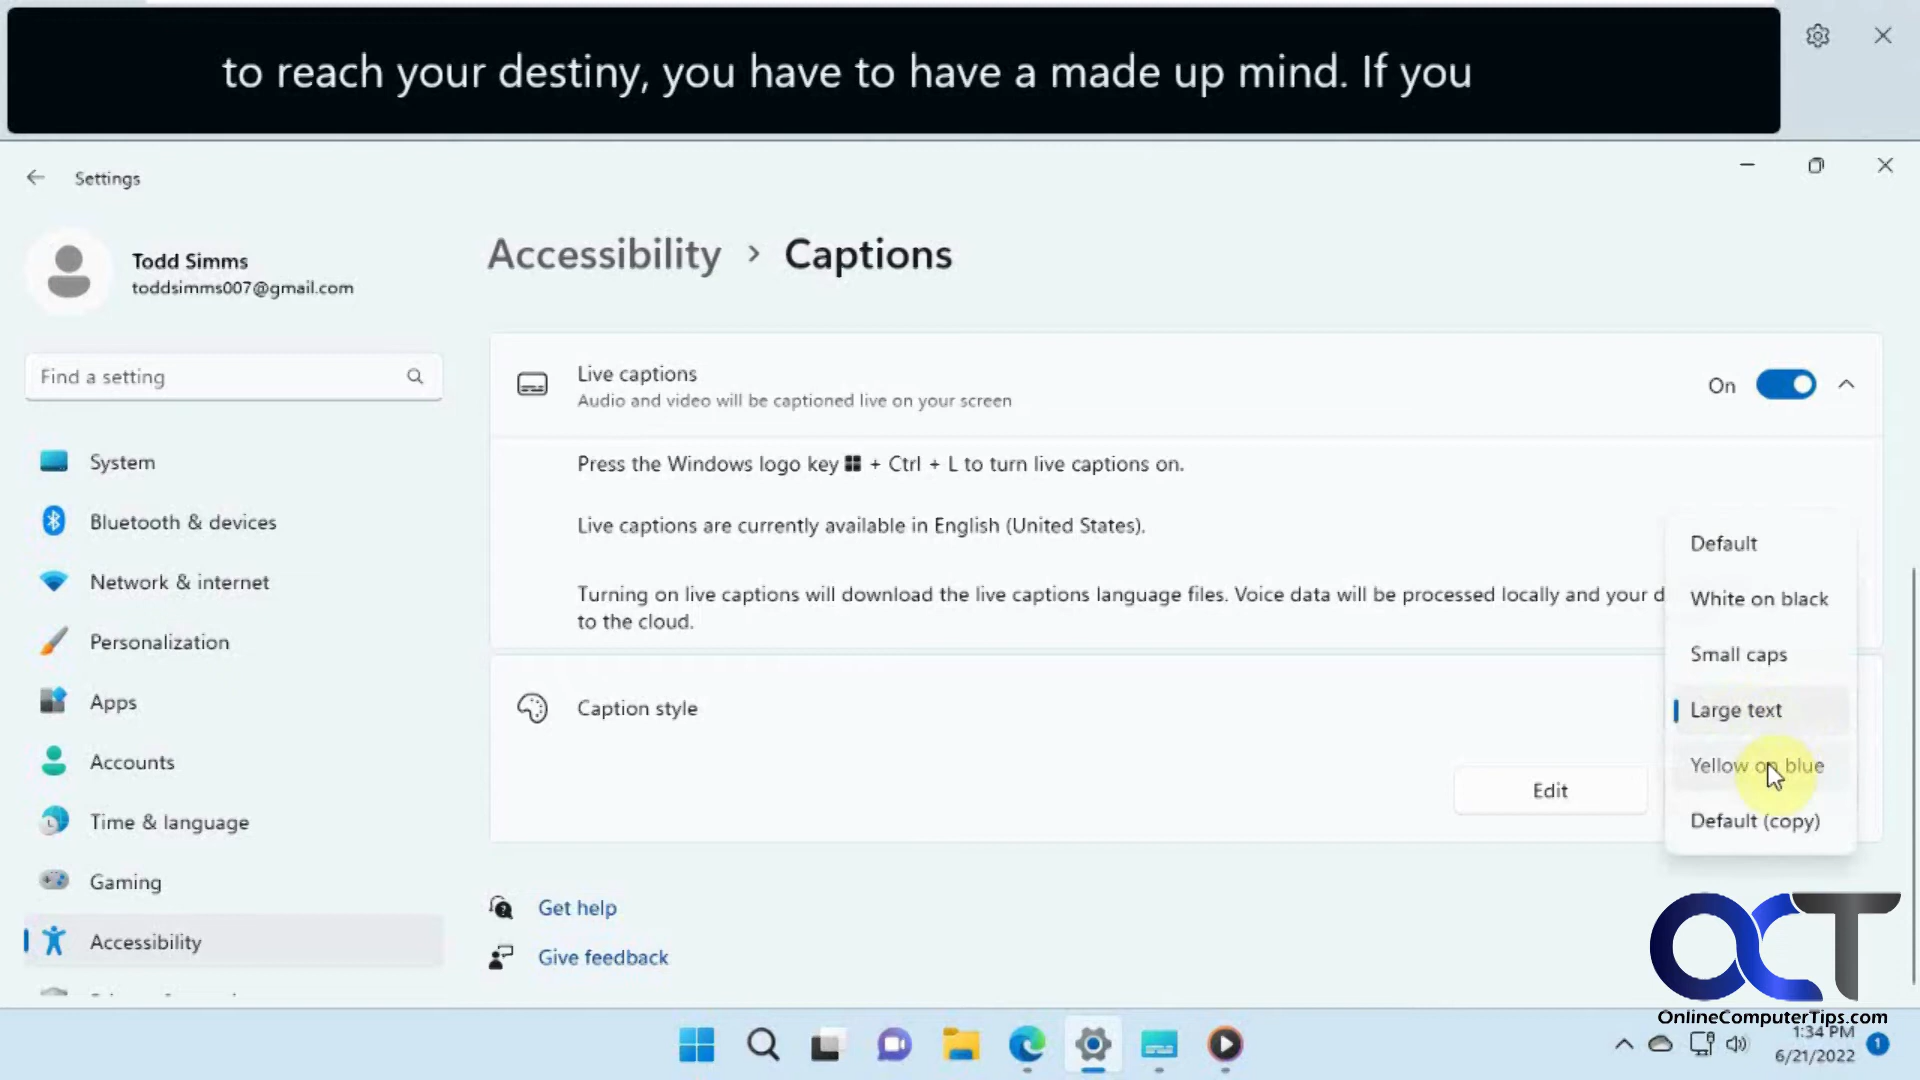 to reach your destiny, you have to have a made up mind. If you
Settings
Todd Simms
toddsimms007@gmail.com
Accessibility > Captions
Find a setting
Live captions
Audio and video will be captioned live on your screen
On
System
Press the Windows logo key + Ctrl + L to turn live captions on.
Bluetooth & devices
Live captions are currently available in English (United States).
Default
Network & internet
Turning on live captions will download the live captions language files. Voice data will be processed locally and your d
to the cloud.
White on black
Personalization
Small caps
Apps
Caption style
Large text
Accounts
Yellow on blue
Edit
Time & language
Default (copy)
Gaming
Get help
Accessibility
Give feedback
OCT
OnlineComputerTips.com
1:34 PM
6/21/2022
1